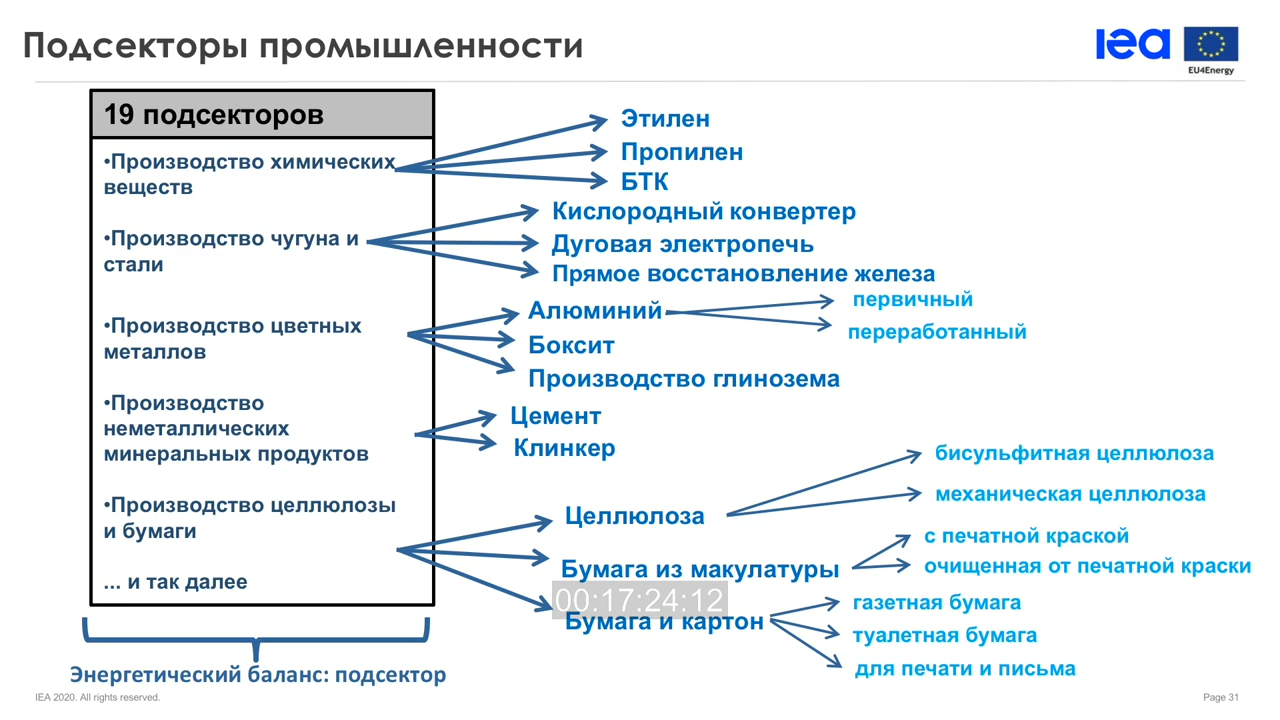 Подсекторы промышленности
iea
EU4Energy
19 подсекторов
•Производство химических
веществ
•Производство чугуна и
стали
•Производство цветных
металлов
•Производство
неметаллических
минеральных продуктов
•Производство целлюлозы
и бумаги
... и так далее
Этилен
Пропилен
БТК
Кислородный конвертер
Дуговая электропечь
Прямое восстановление железа
Алюминий
первичный
переработанный
Боксит
Производство глинозема
Цемент
Клинкер
Целлюлоза
бисульфитная целлюлоза
механическая целлюлоза
Бумага из макулатуры
с печатной краской
очищенная от печатной краски
00:17:24:12
Бумага и картон
газетная бумага
туалетная бумага
для печати и письма
Энергетический баланс: подсектор
IEA 2020. All rights reserved.
Page 31